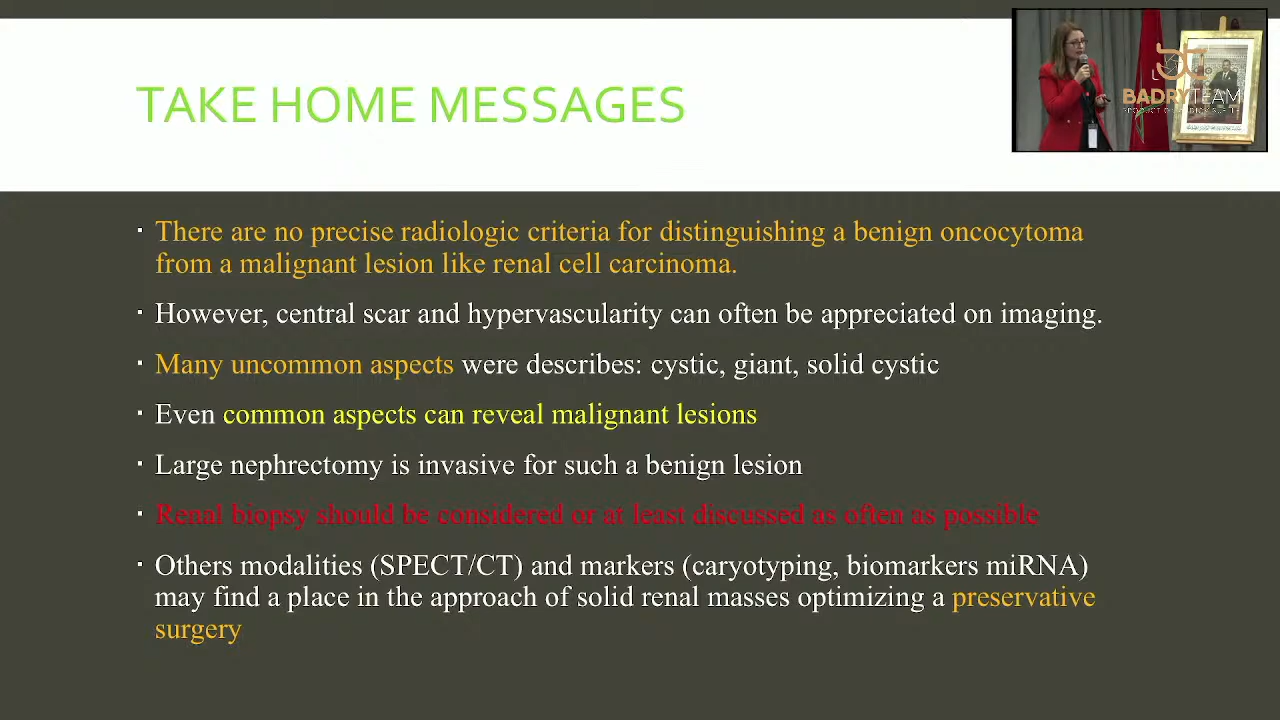 TAKE HOME MESSAGES
BADRYTEAM
There are no precise radiologic criteria for distinguishing a benign oncocytoma
from a malignant lesion like renal cell carcinoma.
However, central scar and hypervascularity can often be appreciated on imaging.
Many uncommon aspects were describes: cystic, giant, solid cystic
Even common aspects can reveal malignant lesions
Large nephrectomy is invasive for such a benign lesion
Renal biopsy should be considered or at least discussed as often as possible
Others modalities (SPECT/CT) and markers (caryotyping, biomarkers miRNA)
may find a place in the approach of solid renal masses optimizing a preservative
surgery